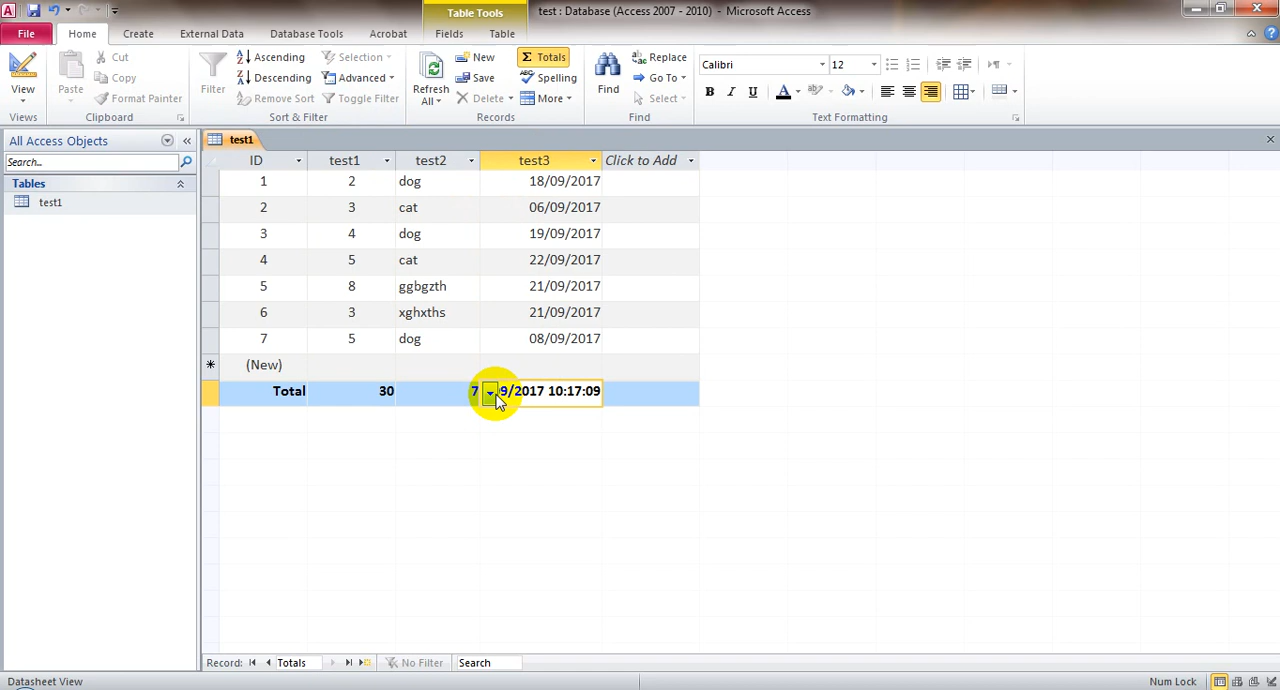 Table Tools
test : Database (Access 2007 - 2010) - Microsoft Access
File Home Create External Data Database Tools Acrobat Fields Table
View
Views
Paste
Cut
Copy
Format Painter
Clipboard
Filter
Ascending
Descending
Remove Sort
Selection
Advanced
Toggle Filter
Sort & Filter
Refresh
All
New
Save
Delete
Σ Totals
Spelling
More
Records
Find
Replace
Go To
Select
Find
Calibri 12
B I U A
Text Formatting
All Access Objects
Search...
Tables
test1
test1
ID test1 test2 test3 Click to Add
1 2 dog 18/09/2017
2 3 cat 06/09/2017
3 4 dog 19/09/2017
4 5 cat 22/09/2017
5 8 ggbgzth 21/09/2017
6 3 xghxths 21/09/2017
7 5 dog 08/09/2017
* (New)
Total 30 7 9/2017 10:17:09
Record: Totals No Filter Search
Datasheet View Num Lock